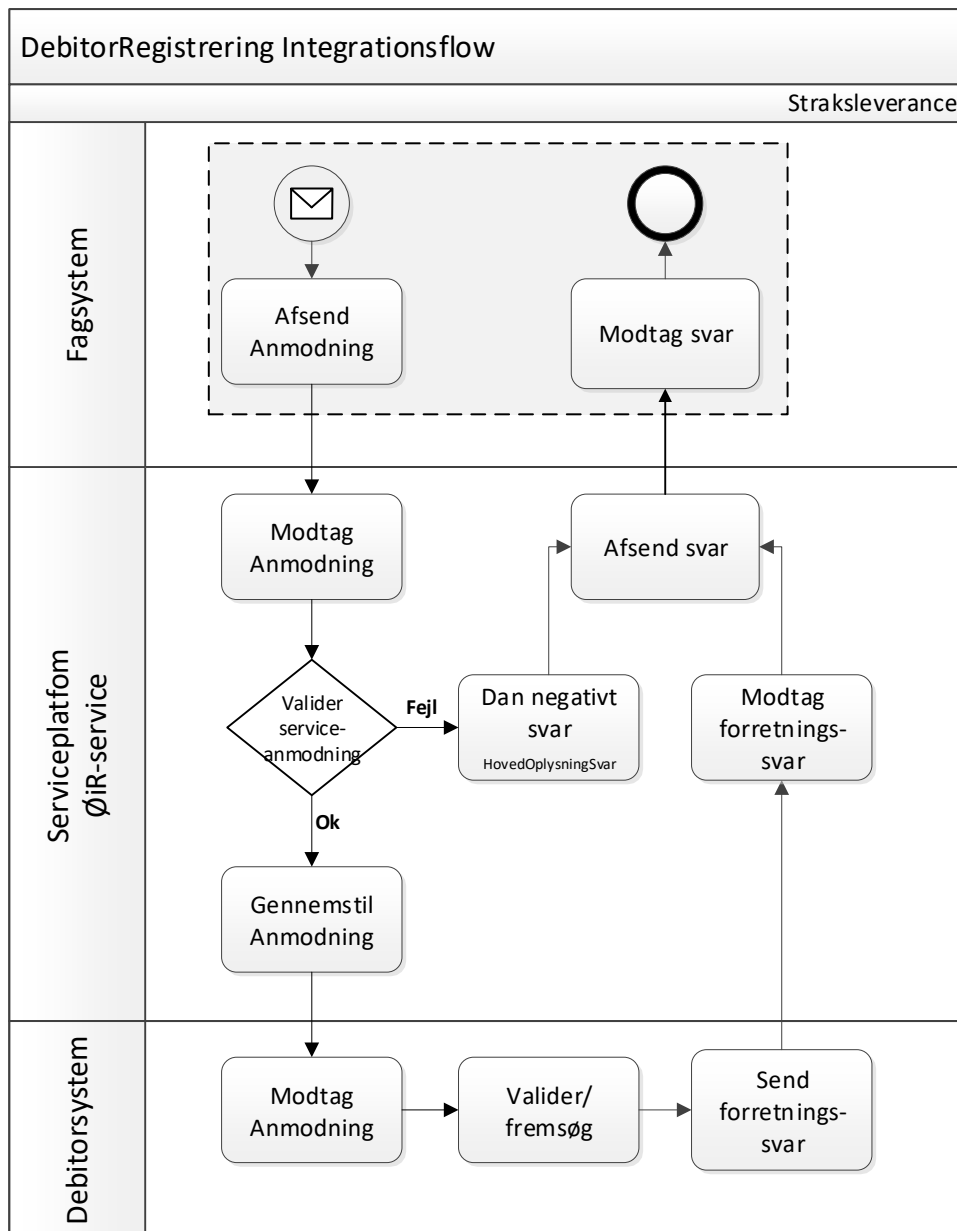 DebitorRegistrering Integrationsflow
Straksleverance
Fagsystem
Afsend
Anmodning
Modtag svar
Serviceplatfom
ØiR-service
Modtag
Anmodning
Afsend svar
Valider
service-
anmodning
Fejl
Dan negativt
svar
HovedOplysningSvar
Modtag
forretnings-
svar
Ok
Gennemstil
Anmodning
Debitorsystem
Modtag
Anmodning
Valider/
fremsøg
Send
forretnings-
svar